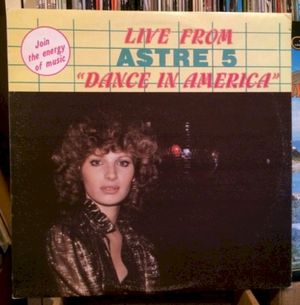 LIVE FROM
ASTRE 5
"DANCE IN AMERICA"
Join
the energy
of music